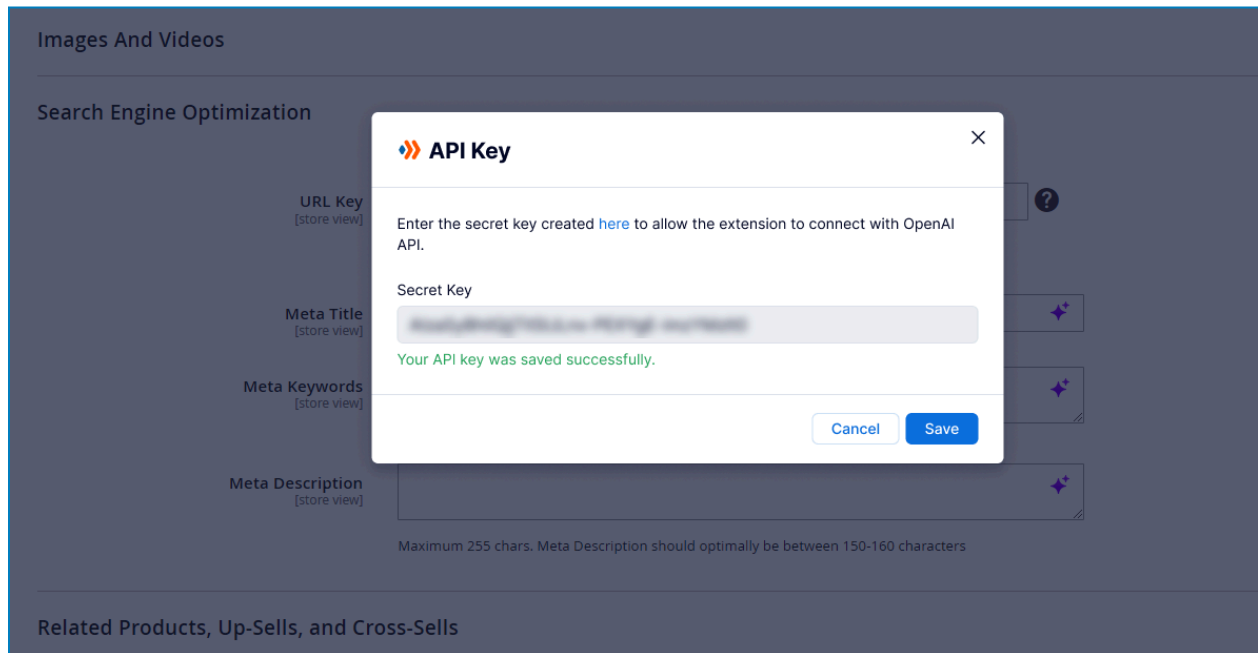 Images And Videos
Search Engine Optimization
API Key
URL Key
[store view]
?
Enter the secret key created here to allow the extension to connect with OpenAI
API.
Secret Key
Your API key was saved successfully.
Meta Title
[store view]
Meta Keywords
[store view]
Cancel
Save
Meta Description
[store view]
Maximum 255 chars. Meta Description should optimally be between 150-160 characters
Related Products, Up-Sells, and Cross-Sells